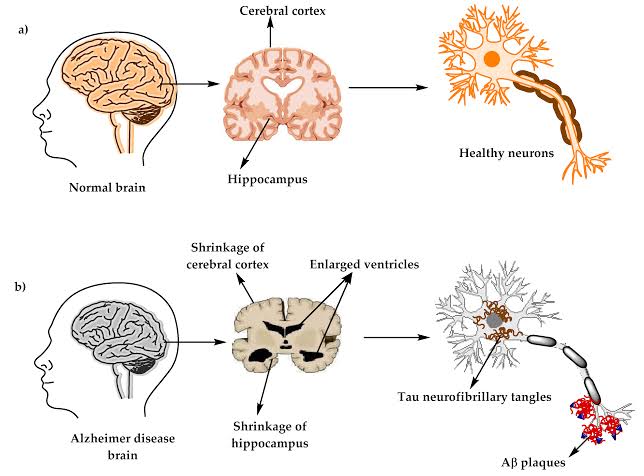 Cerebral cortex
a)
Healthy neurons
Hippocampus
Normal brain
Shrinkage of
cerebral cortex
Enlarged ventricles
b)
Tau neurofibrillary tangles
Shrinkage of
hippocampus
Alzheimer disease
brain
Aβ plaques